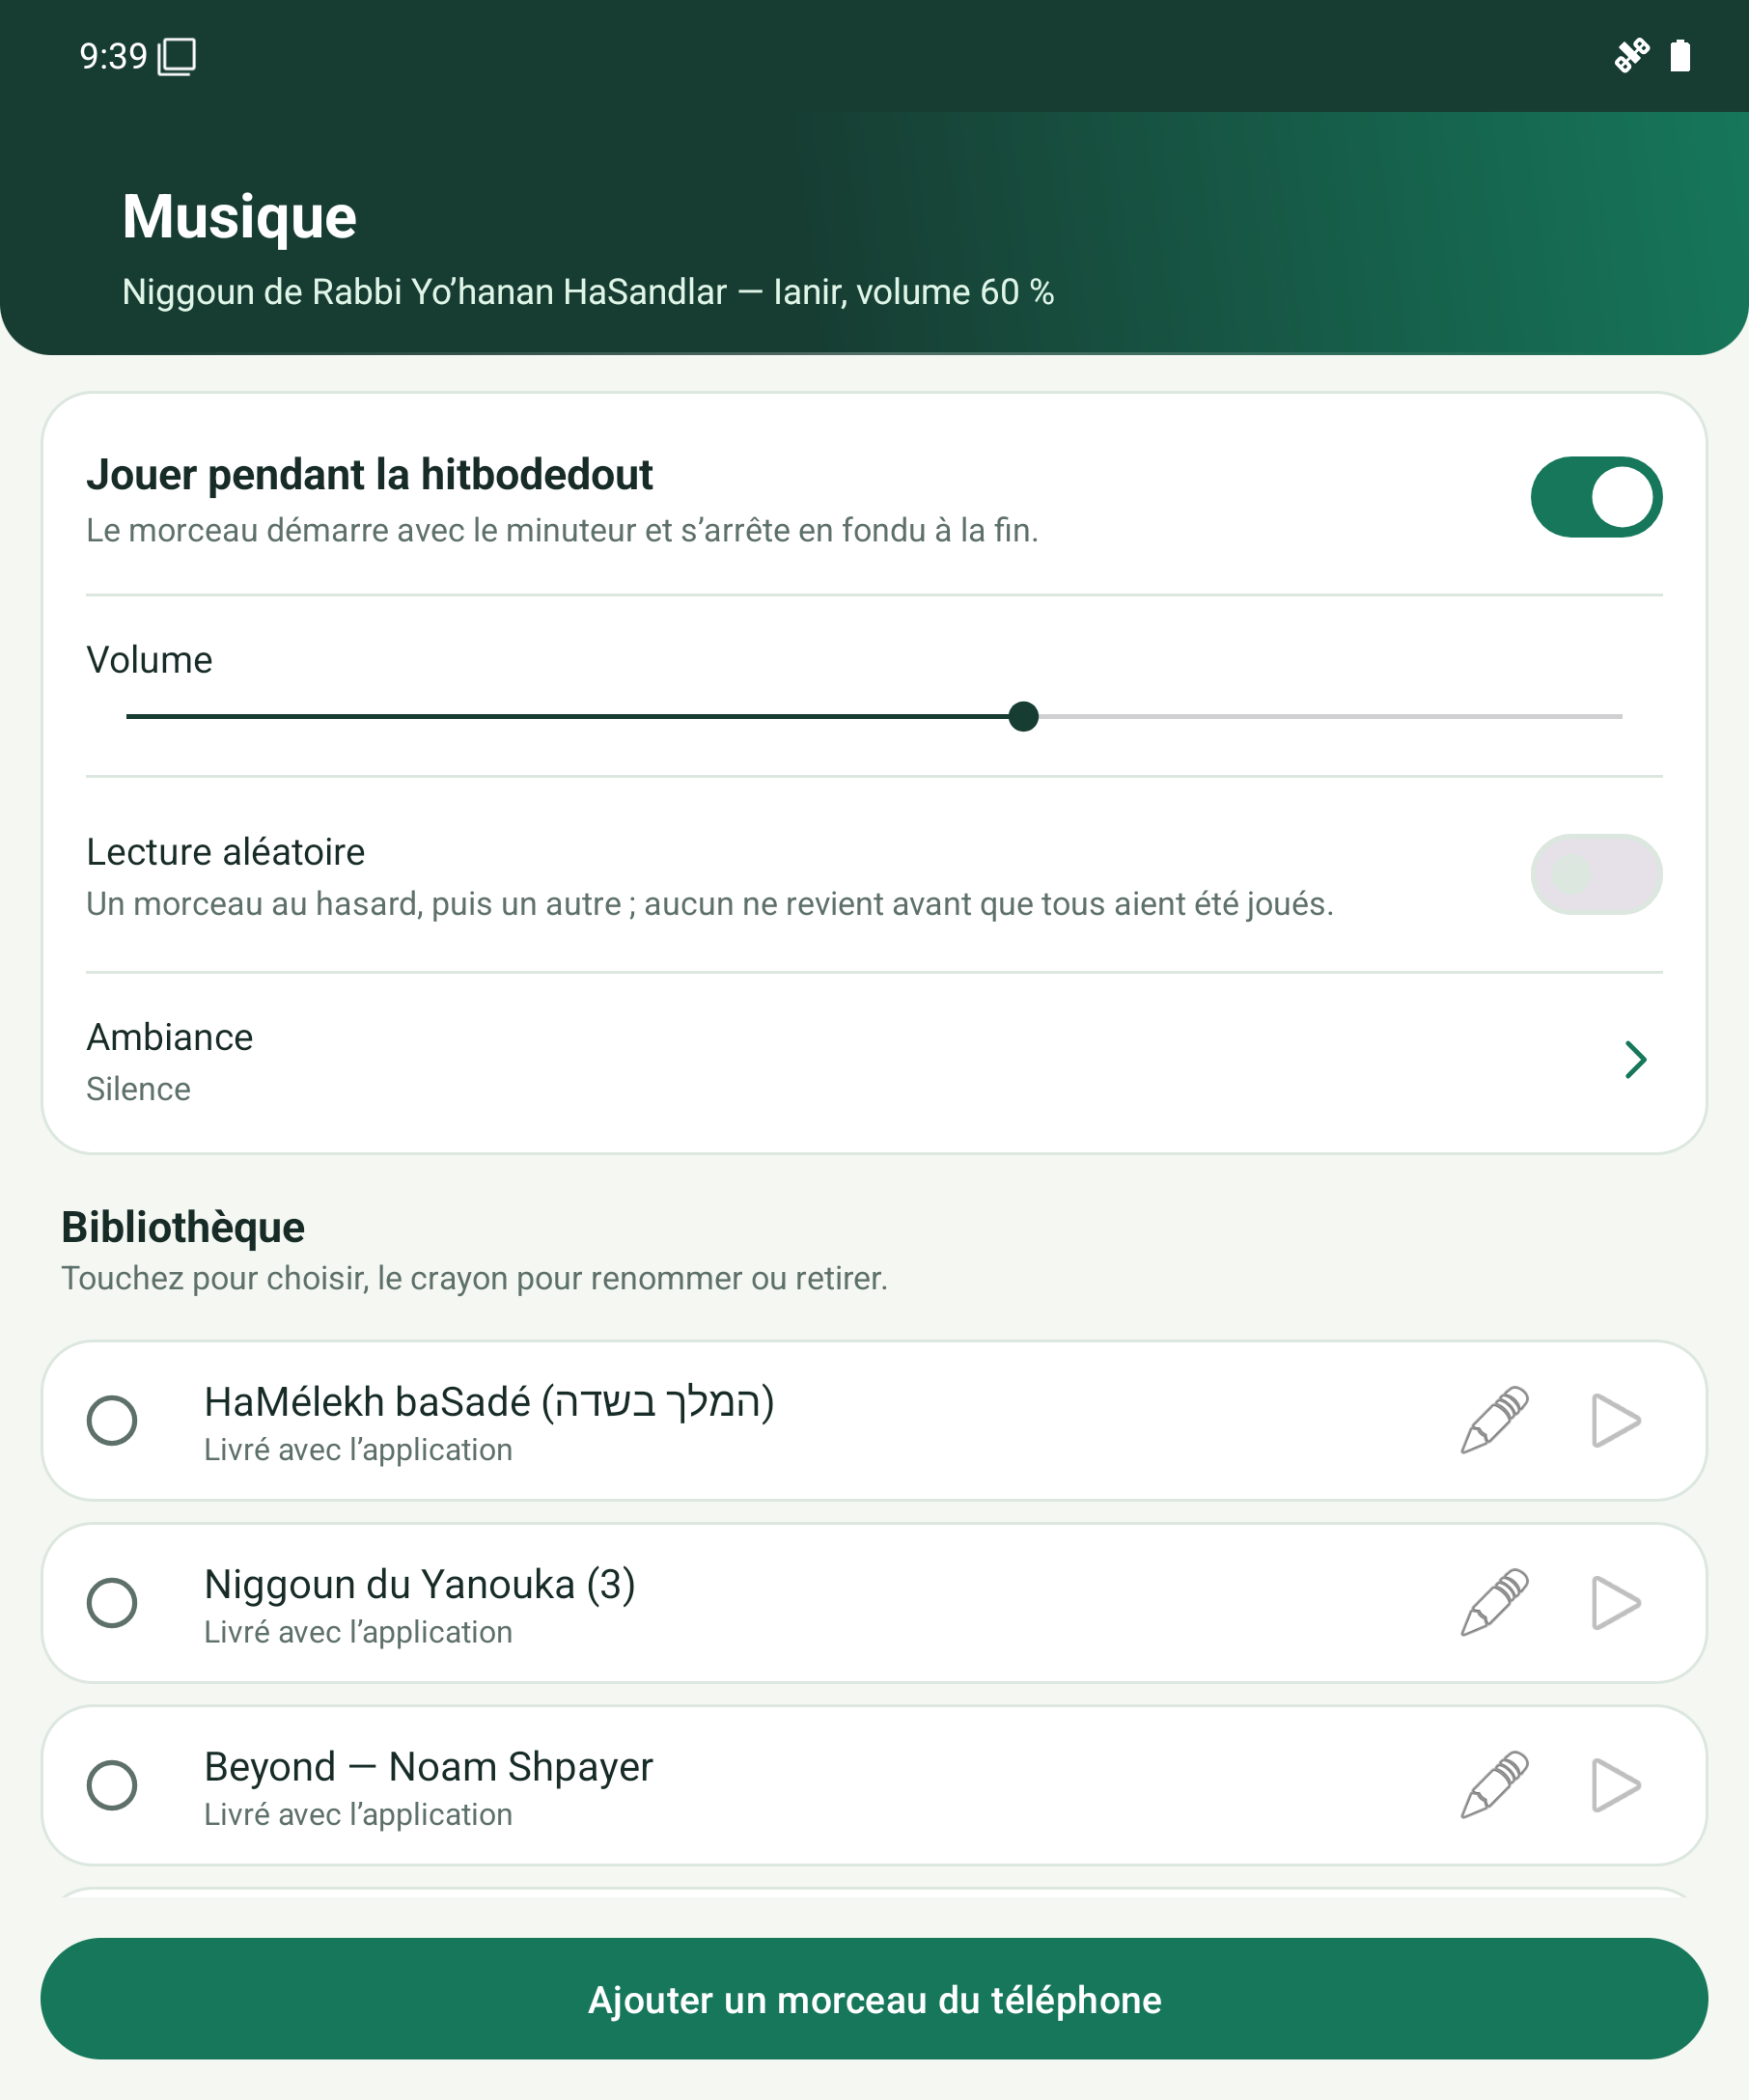 9:39
Musique
Niggoun de Rabbi Yo’hanan HaSandlar — Ianir, volume 60 %
Jouer pendant la hitbodedout
Le morceau démarre avec le minuteur et s’arrête en fondu à la fin.
Volume
Lecture aléatoire
Un morceau au hasard, puis un autre ; aucun ne revient avant que tous aient été joués.
Ambiance
Silence
Bibliothèque
Touchez pour choisir, le crayon pour renommer ou retirer.
HaMélekh baSadé (המלך בשדה)
Livré avec l’application
Niggoun du Yanouka (3)
Livré avec l’application
Beyond — Noam Shpayer
Livré avec l’application
Ajouter un morceau du téléphone